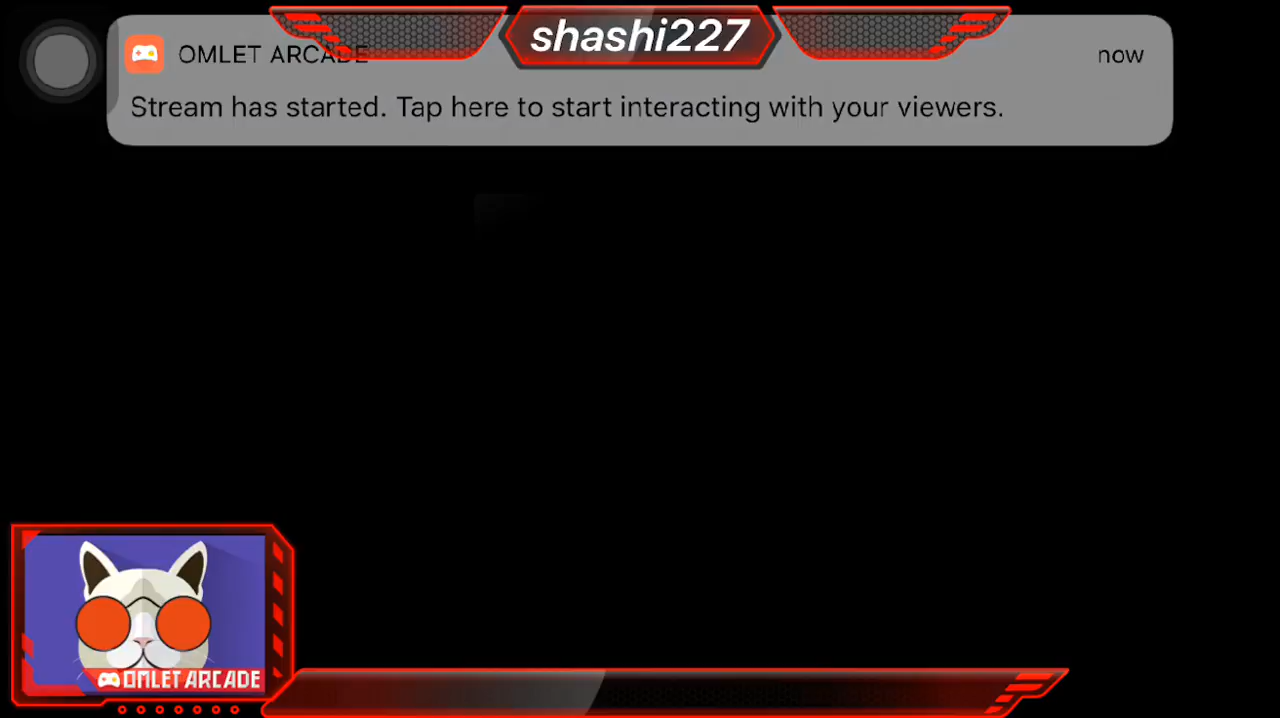 shashi227
OMLET ARCADE
now
Stream has started. Tap here to start interacting with your viewers.
OMLET ARCADE